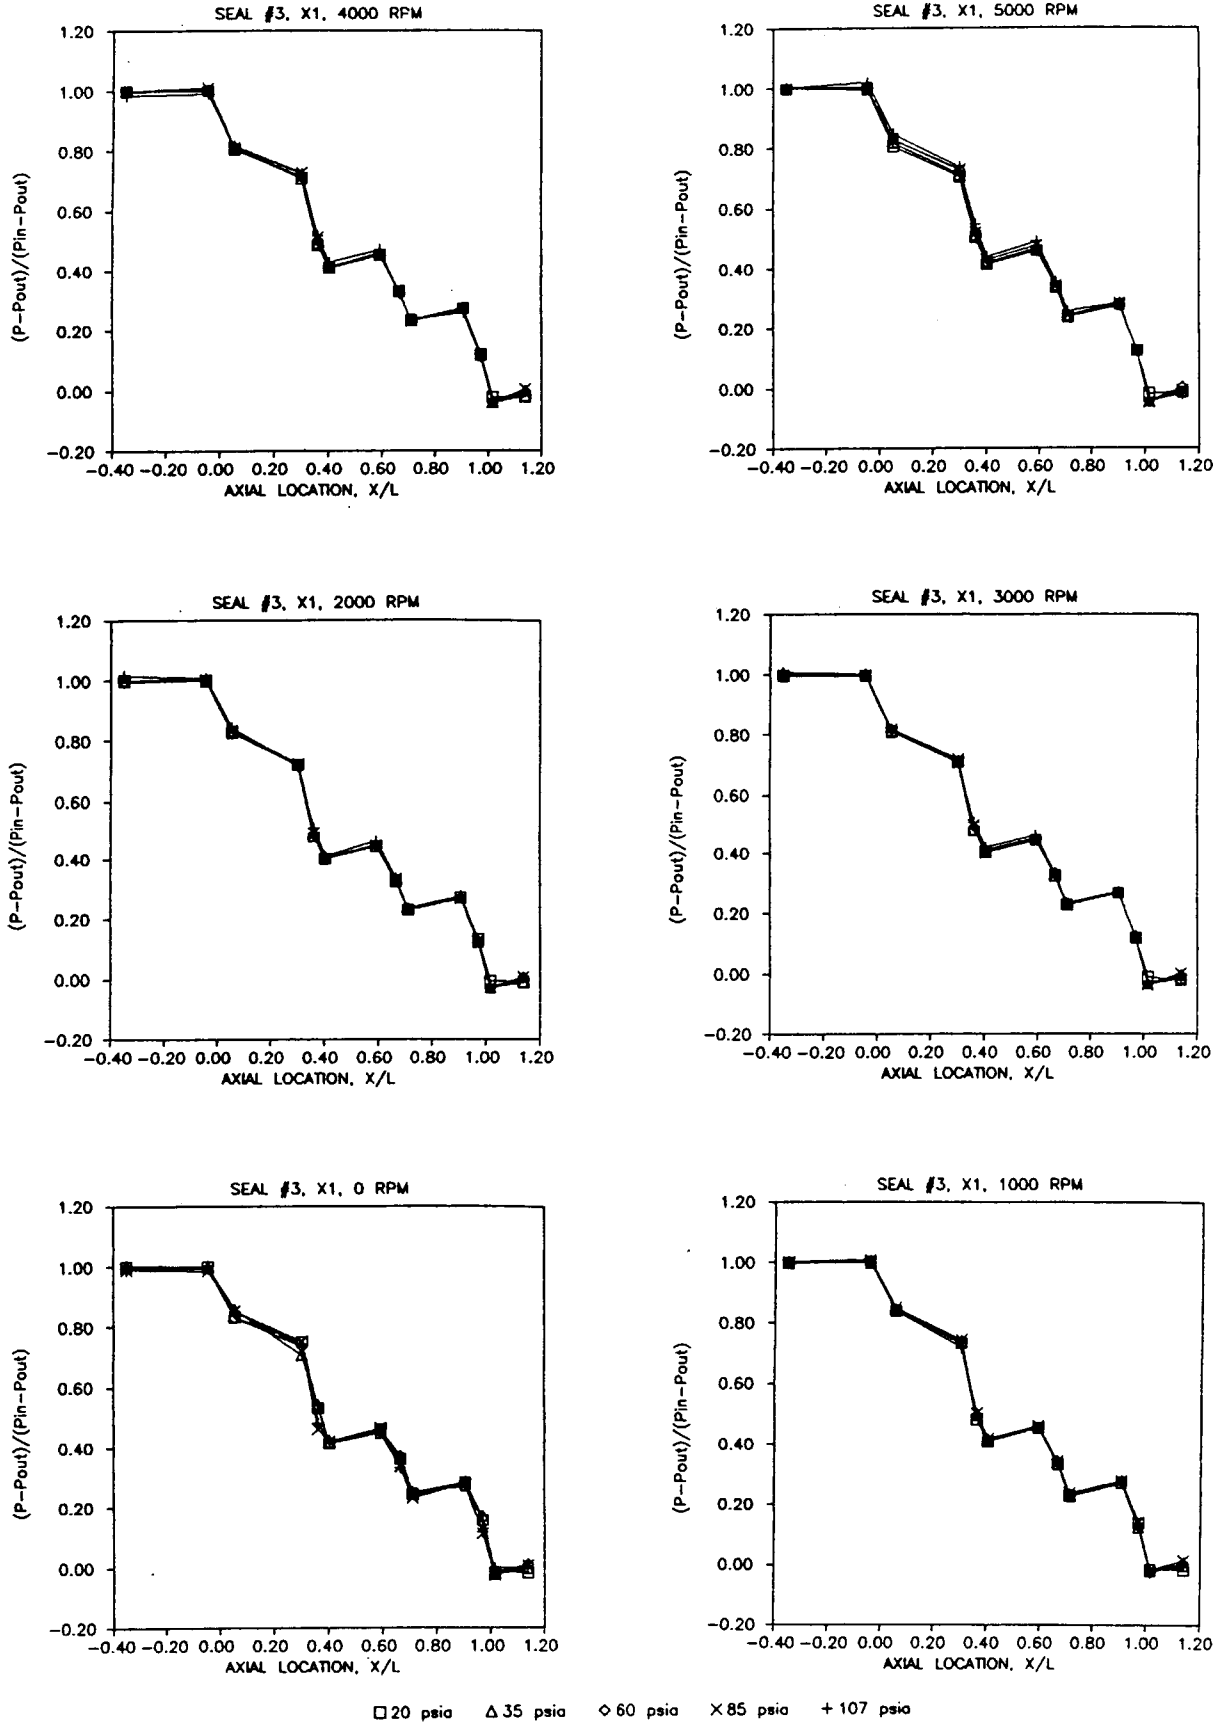 SEAL #3, X1, 4000 RPM
1.20
1.00
0.80
0.60
0.40
0.20
0.00
−0.20
(P−Pout)/(Pin−Pout)
−0.40 −0.20 0.00 0.20 0.40 0.60 0.80 1.00 1.20
AXIAL LOCATION, X/L
SEAL #3, X1, 5000 RPM
1.20
1.00
0.80
0.60
0.40
0.20
0.00
−0.20
(P−Pout)/(Pin−Pout)
−0.40 −0.20 0.00 0.20 0.40 0.60 0.80 1.00 1.20
AXIAL LOCATION, X/L
SEAL #3, X1, 2000 RPM
1.20
1.00
0.80
0.60
0.40
0.20
0.00
−0.20
(P−Pout)/(Pin−Pout)
−0.40 −0.20 0.00 0.20 0.40 0.60 0.80 1.00 1.20
AXIAL LOCATION, X/L
SEAL #3, X1, 3000 RPM
1.20
1.00
0.80
0.60
0.40
0.20
0.00
−0.20
(P−Pout)/(Pin−Pout)
−0.40 −0.20 0.00 0.20 0.40 0.60 0.80 1.00 1.20
AXIAL LOCATION, X/L
SEAL #3, X1, 0 RPM
1.20
1.00
0.80
0.60
0.40
0.20
0.00
−0.20
(P−Pout)/(Pin−Pout)
−0.40 −0.20 0.00 0.20 0.40 0.60 0.80 1.00 1.20
AXIAL LOCATION, X/L
SEAL #3, X1, 1000 RPM
1.20
1.00
0.80
0.60
0.40
0.20
0.00
−0.20
(P−Pout)/(Pin−Pout)
−0.40 −0.20 0.00 0.20 0.40 0.60 0.80 1.00 1.20
AXIAL LOCATION, X/L
□ 20 psia △ 35 psia ◇ 60 psia × 85 psia + 107 psia